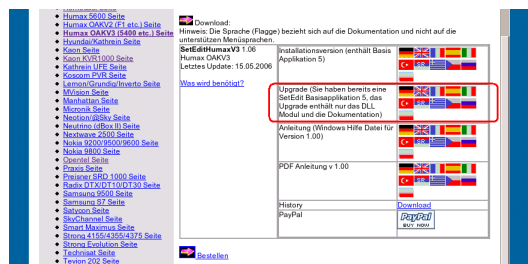 Humax 5600 Seite
Humax OAKV2 (F1 etc.) Seite
Humax OAKV3 (5400 etc.) Seite
Hyundai/Kathrein Seite
Kaon Seite
Kaon KVR1000 Seite
Kathrein UFE Seite
Koscom PVR Seite
Lemon/Grundig/Inverto Seite
MVision Seite
Manhattan Seite
Micronik Seite
Neotion/@Sky Seite
Neutrino (dBox II) Seite
Nextwave 2500 Seite
Nokia 9200/9500/9600 Seite
Nokia 9800 Seite
Opentel Seite
Praxis Seite
Preisner SRD 1000 Seite
Radix DTX/DT10/DT30 Seite
Samsung 9500 Seite
Samsung S7 Seite
Satycon Seite
SkyChannel Seite
Smart Maximus Seite
Strong 4155/4355/4375 Seite
Strong Evolution Seite
Technisat Seite
Tevion 202 Seite
Download:
Hinweis: Die Sprache (Flagge) bezieht sich auf die Dokumentation und nicht auf die
unterstützen Menüsprachen.
SetEditHumaxV3 1.06
Humax OAKV3
Letztes Update: 15.05.2006
Was wird benötigt?
Installationsversion (enthält Basis
Applikation 5)
Upgrade (Sie haben bereits eine
SetEdit Basisapplikation 5, das
Upgrade enthält nur das DLL
Modul und die Dokumentation)
Anleitung (Windows Hilfe Datei für
Version 1.00)
PDF Anleitung v 1.00
History
Download
PayPal
PayPal
BUY NOW
Bestellen